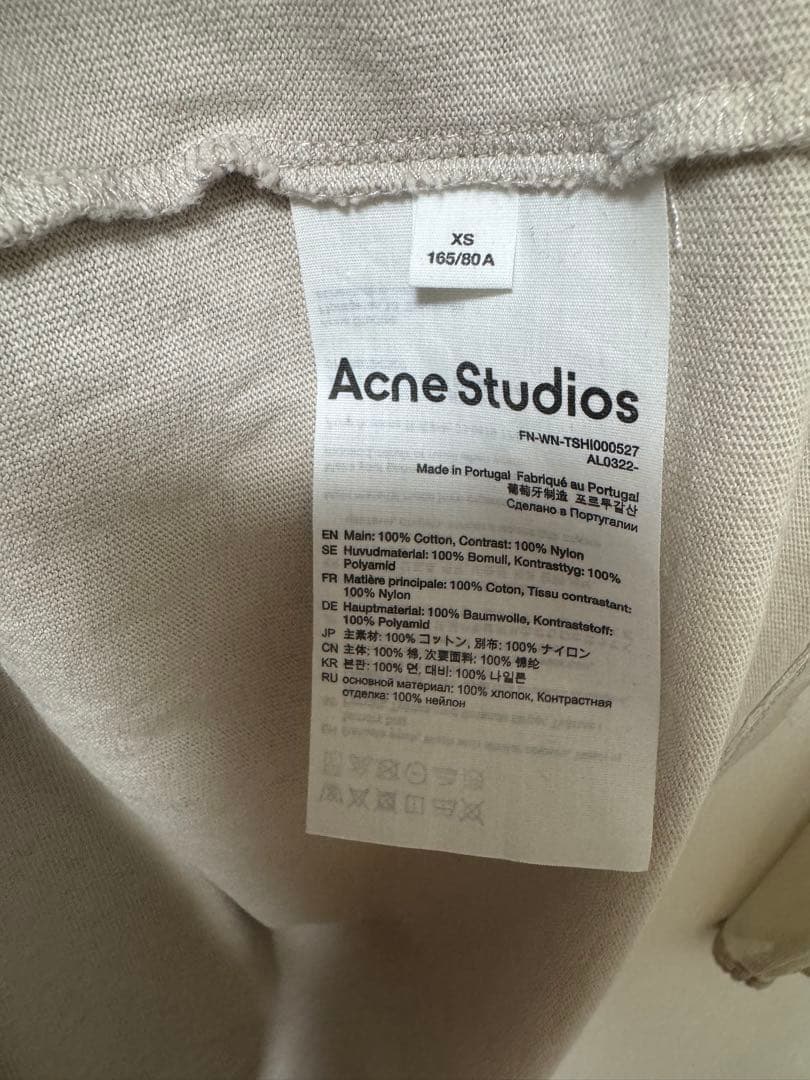 XS
165/80A
Acne Studios
FN-WN-TSHI000527
AL0322-
Made in Portugal Fabriqué au Portugal
葡萄牙制造 포르투갈산
Сделано в Португалии
EN Main: 100% Cotton, Contrast: 100% Nylon
SE Huvudmaterial: 100% Bomull, Kontrasttyg: 100%
Polyamid
FR Matière principale: 100% Coton, Tissu contrastant:
100% Nylon
DE Hauptmaterial: 100% Baumwolle, Kontraststoff:
100% Polyamid
JP 主素材: 100% コットン, 別布: 100% ナイロン
CN 主体: 100% 棉, 次要面料: 100% 锦纶
KR 본판: 100% 면, 대비: 100% 나일론
RU основной материал: 100% хлопок, Контрастная
отделка: 100% нейлон